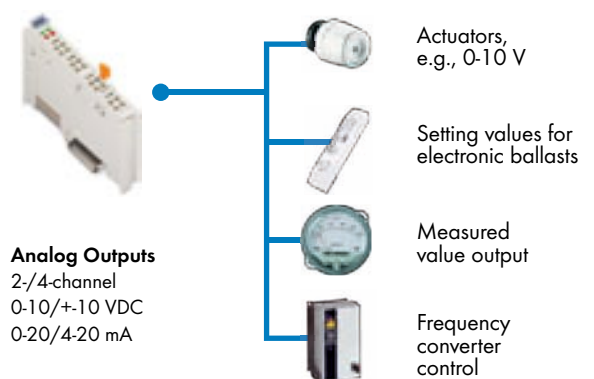 Actuators,
e.g., 0-10 V
Setting values for
electronic ballasts
Measured
value output
Frequency
converter
control
Analog Outputs
2-/4-channel
0-10/+-10 VDC
0-20/4-20 mA